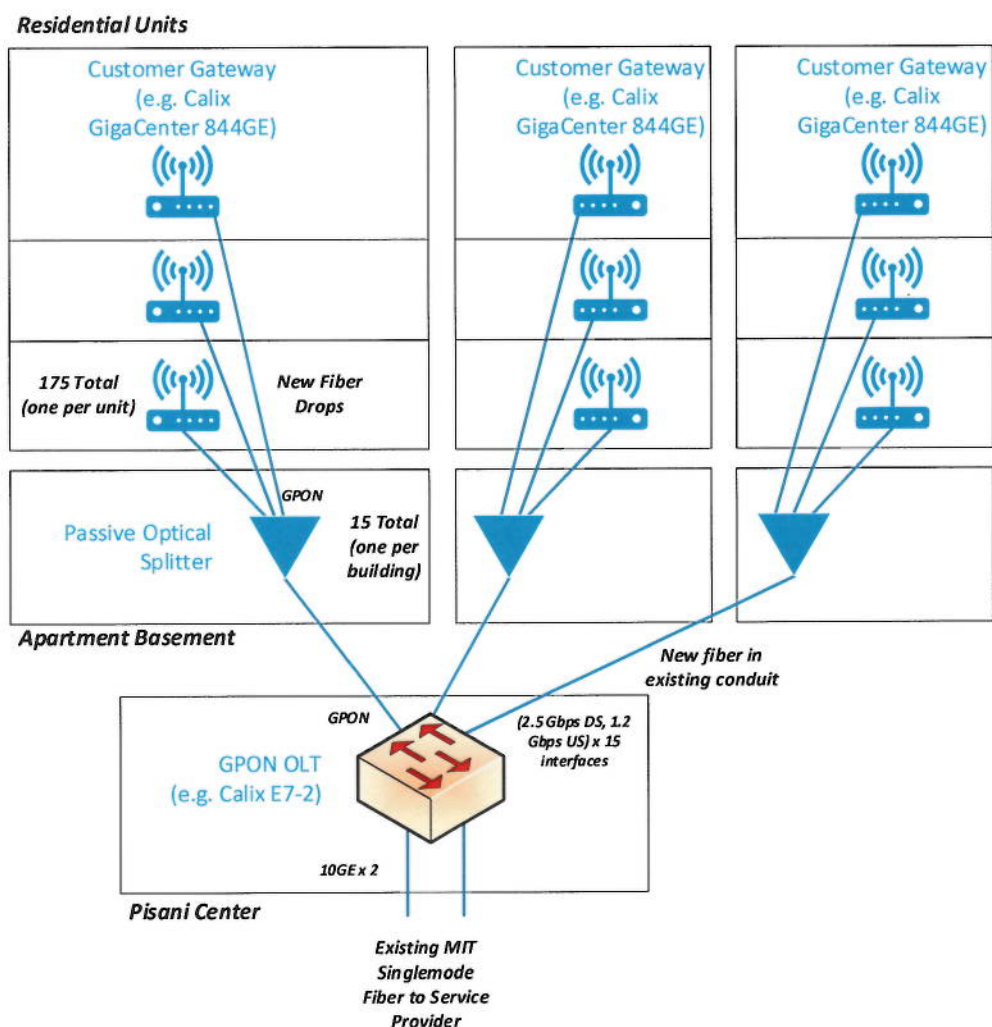 Residential Units
Customer Gateway
(e.g. Calix
GigaCenter 844GE)
Customer Gateway
(e.g. Calix
GigaCenter 844GE)
Customer Gateway
(e.g. Calix
GigaCenter 844GE)
175 Total
(one per unit)
New Fiber
Drops
GPON
Passive Optical
Splitter
15 Total
(one per
building)
Apartment Basement
New fiber in
existing conduit
GPON
(2.5 Gbps DS, 1.2
Gbps US) x 15
interfaces
GPON OLT
(e.g. Calix E7-2)
10GE x 2
Pisani Center
Existing MIT
Singlemode
Fiber to Service
Provider